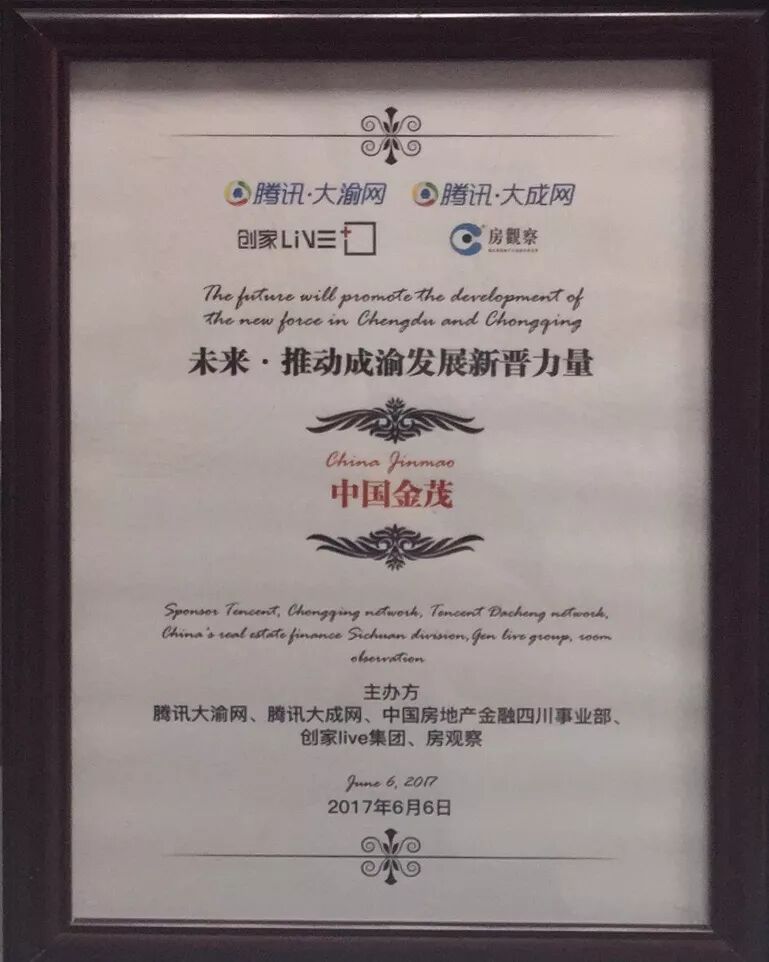 腾讯·大渝网 腾讯·大成网
创家LiVE 房觀察
The future will promote the development of
the new force in Chengdu and Chongqing
未来·推动成渝发展新晋力量
China Jinmao
中国金茂
Sponsor Tencent, Chongqing network, Tencent Dacheng network,
China's real estate finance Sichuan division, Gen live group, room
observation
主办方
腾讯大渝网、腾讯大成网、中国房地产金融四川事业部、
创家live集团、房观察
June 6, 2017
2017年6月6日